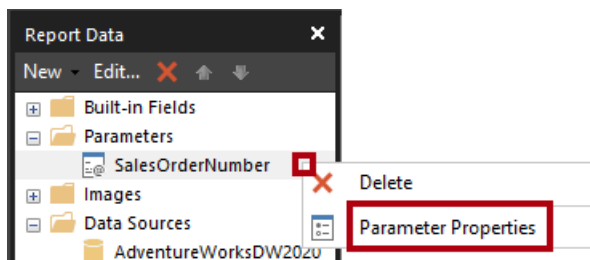 Report Data
New Edit...
Built-in Fields
Parameters
SalesOrderNumber
Delete
Images
Parameter Properties
Data Sources
AdventureWorksDW2020